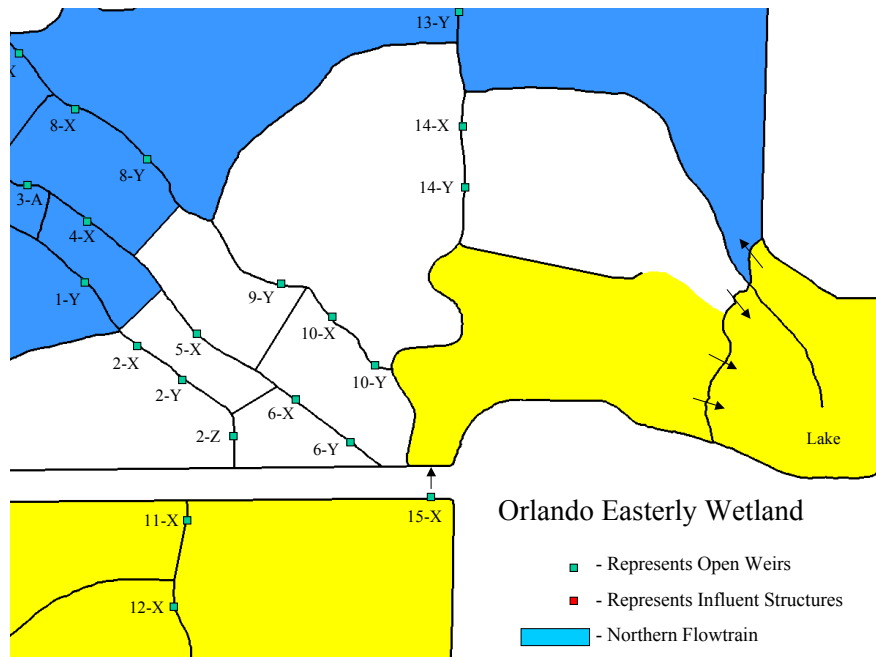 13-Y
X
8-X
14-X
8-Y
14-Y
3-A
4-X
1-Y
9-Y
10-X
5-X
2-X
10-Y
2-Y
6-X
2-Z
6-Y
Lake
15-X
Orlando Easterly Wetland
11-X
- Represents Open Weirs
12-X
- Represents Influent Structures
- Northern Flowtrain